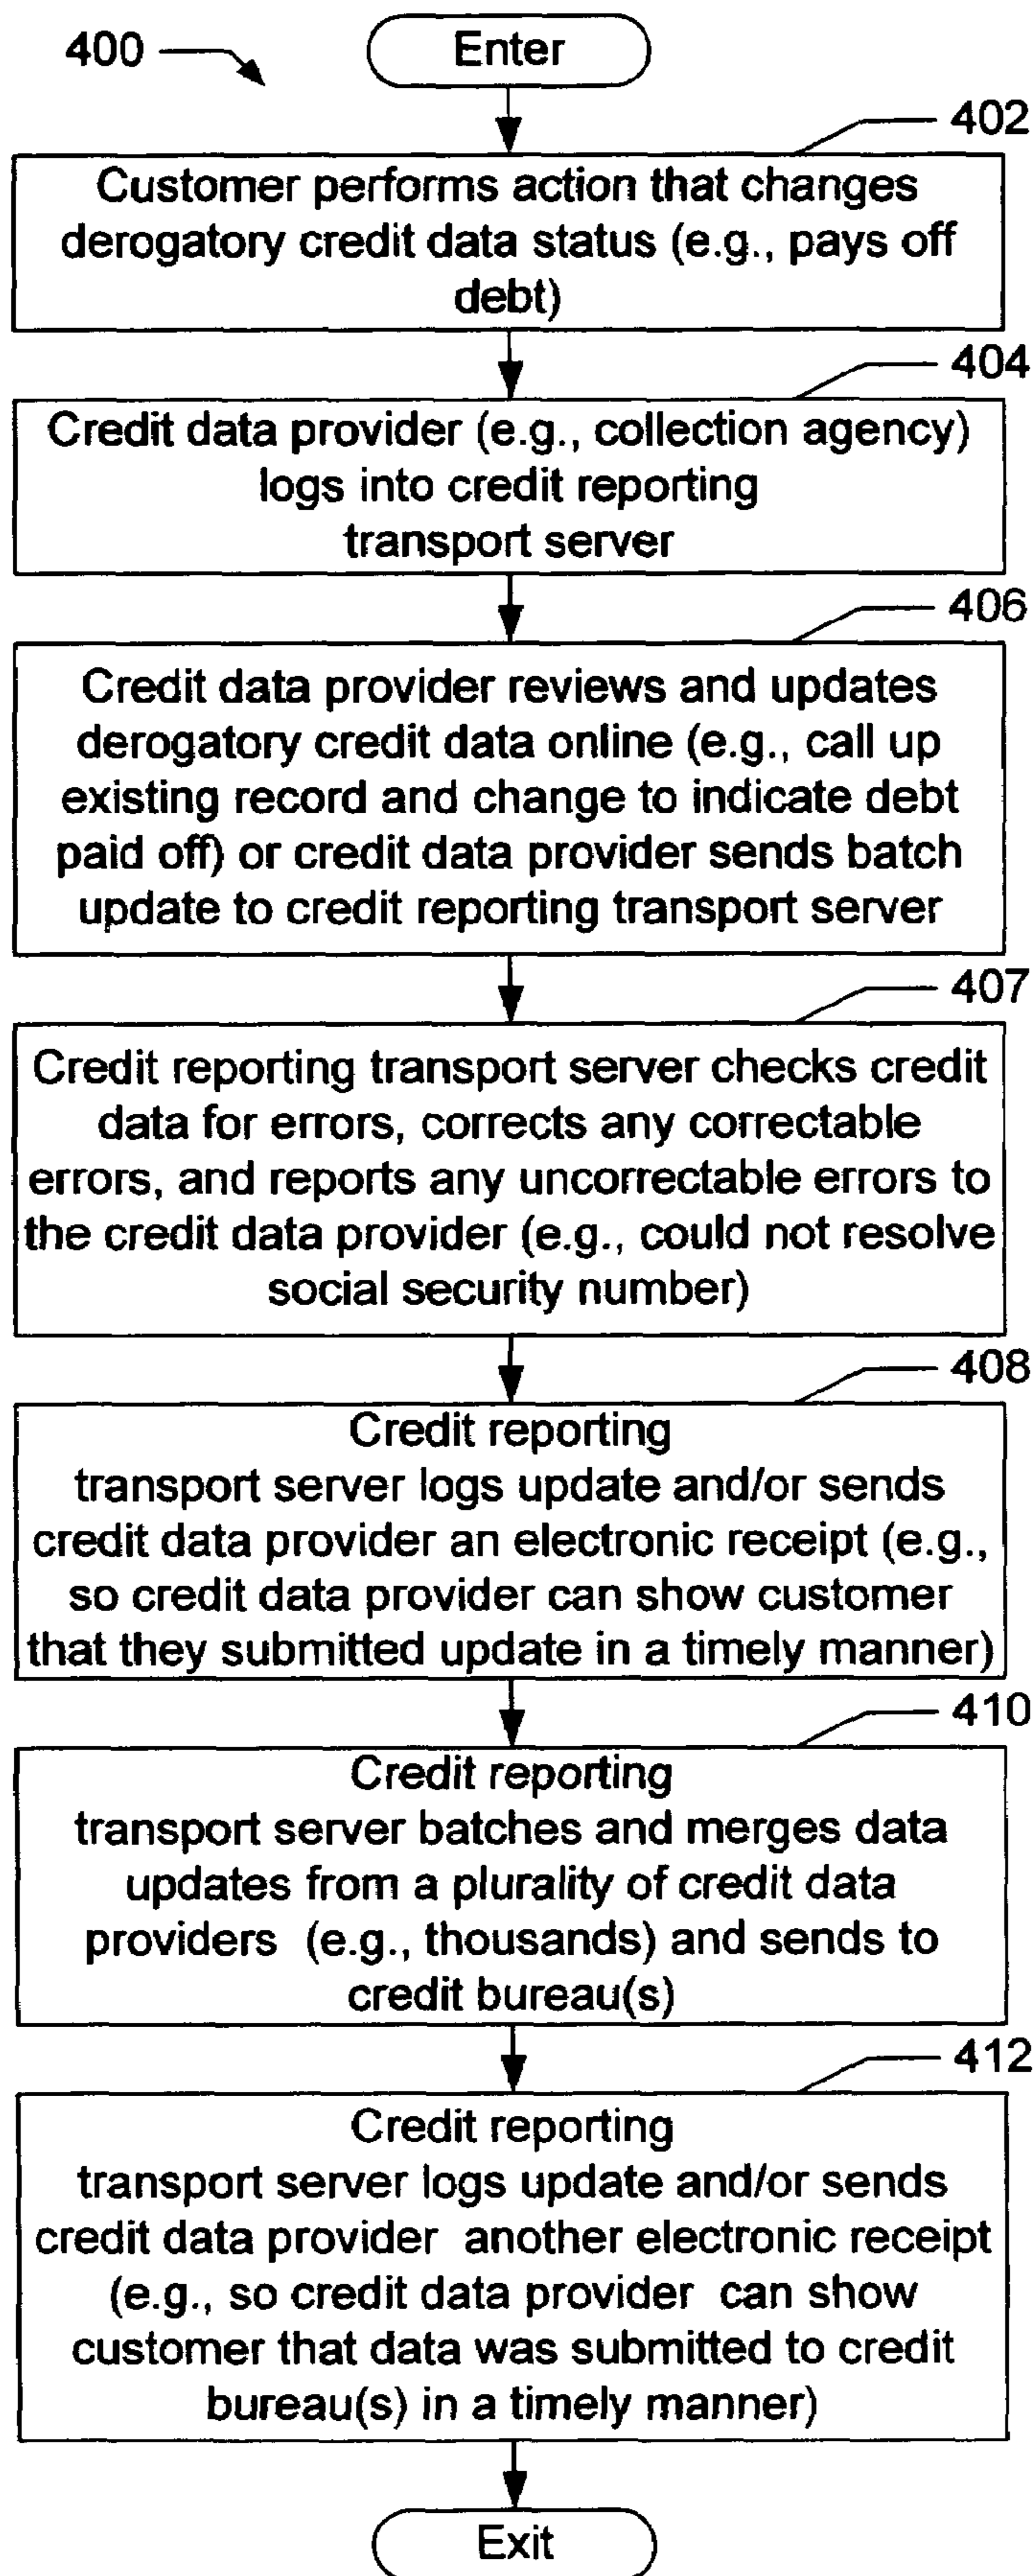 400
Enter
402
Customer performs action that changes
derogatory credit data status (e.g., pays off
debt)
404
Credit data provider (e.g., collection agency)
logs into credit reporting
transport server
406
Credit data provider reviews and updates
derogatory credit data online (e.g., call up
existing record and change to indicate debt
paid off) or credit data provider sends batch
update to credit reporting transport server
407
Credit reporting transport server checks credit
data for errors, corrects any correctable
errors, and reports any uncorrectable errors to
the credit data provider (e.g., could not resolve
social security number)
408
Credit reporting
transport server logs update and/or sends
credit data provider an electronic receipt (e.g.,
so credit data provider can show customer
that they submitted update in a timely manner)
410
Credit reporting
transport server batches and merges data
updates from a plurality of credit data
providers (e.g., thousands) and sends to
credit bureau(s)
412
Credit reporting
transport server logs update and/or sends
credit data provider another electronic receipt
(e.g., so credit data provider can show
customer that data was submitted to credit
bureau(s) in a timely manner)
Exit